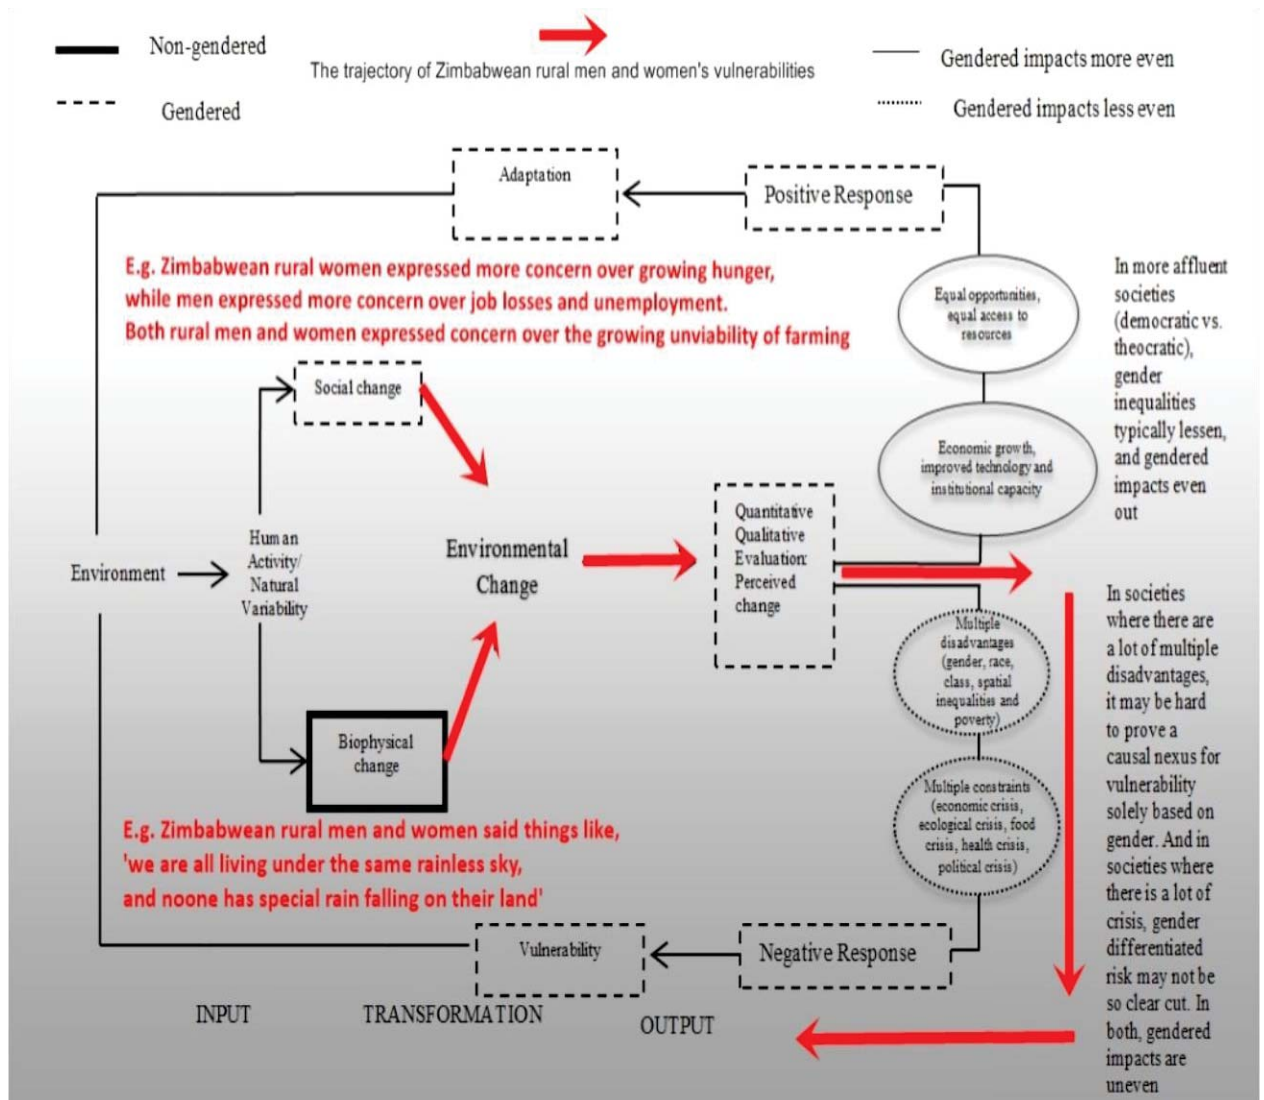 Non-gendered
Gendered
The trajectory of Zimbabwean rural men and women's vulnerabilities
Gendered impacts more even
Gendered impacts less even
Adaptation
Positive Response
E.g. Zimbabwean rural women expressed more concern over growing hunger,
while men expressed more concern over job losses and unemployment.
Both rural men and women expressed concern over the growing unviability of farming
Equal opportunities,
equal access to
resources
In more affluent
societies
(democratic vs.
theocratic),
gender
inequalities
typically lessen,
and gendered
impacts even
out
Social change
Economic growth,
improved technology and
institutional capacity
Environment
Human
Activity/
Natural
Variability
Environmental
Change
Quantitative
Qualitative
Evaluation:
Perceived
change
Multiple
disadvantages
(gender, race,
class, spatial
inequalities and
poverty)
In societies
where there are
a lot of multiple
disadvantages,
it may be hard
to prove a
causal nexus for
vulnerability
solely based on
gender. And in
societies where
there is a lot of
crisis, gender
differentiated
risk may not be
so clear cut. In
both, gendered
impacts are
uneven
Biophysical
change
Multiple constraints
(economic crisis,
ecological crisis, food
crisis, health crisis,
political crisis)
E.g. Zimbabwean rural men and women said things like,
'we are all living under the same rainless sky,
and noone has special rain falling on their land'
Vulnerability
Negative Response
INPUT
TRANSFORMATION
OUTPUT